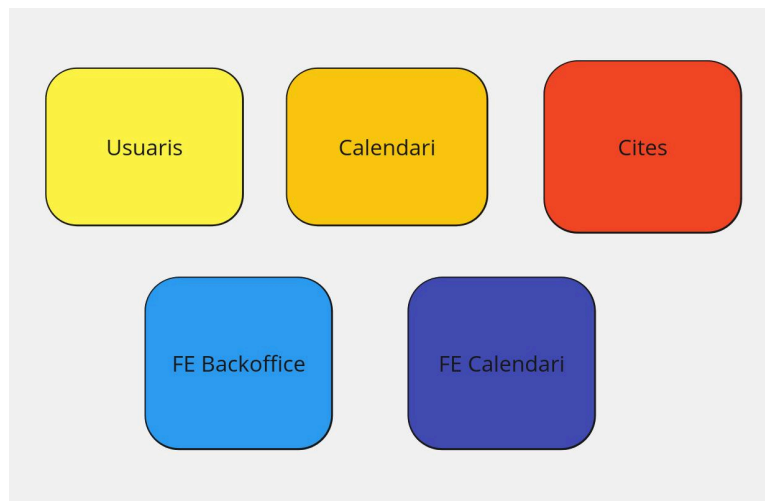 Usuaris
Calendari
Cites
FE Backoffice
FE Calendari